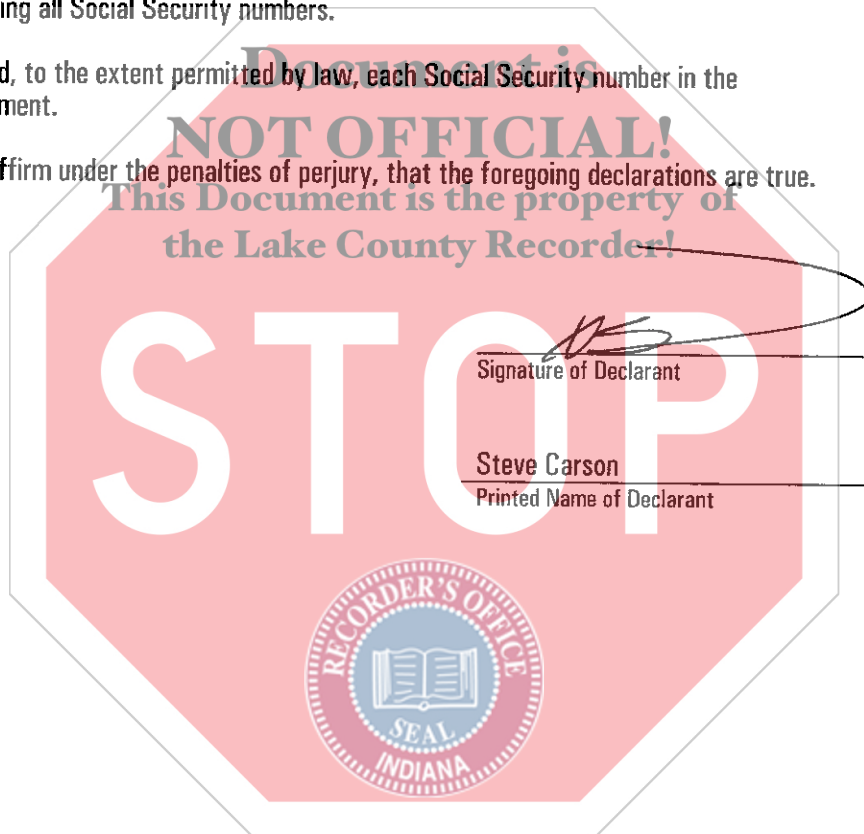 ing all Social Security numbers.
Document is
d, to the extent permitted by law, each Social Security number in the
ment.
NOT OFFICIAL!
ffirm under the penalties of perjury, that the foregoing declarations are true.
This Document is the property of
the Lake County Recorder!
STOP
Signature of Declarant
Steve Carson
Printed Name of Declarant
RECORDER'S OFFICE
SEAL
INDIANA